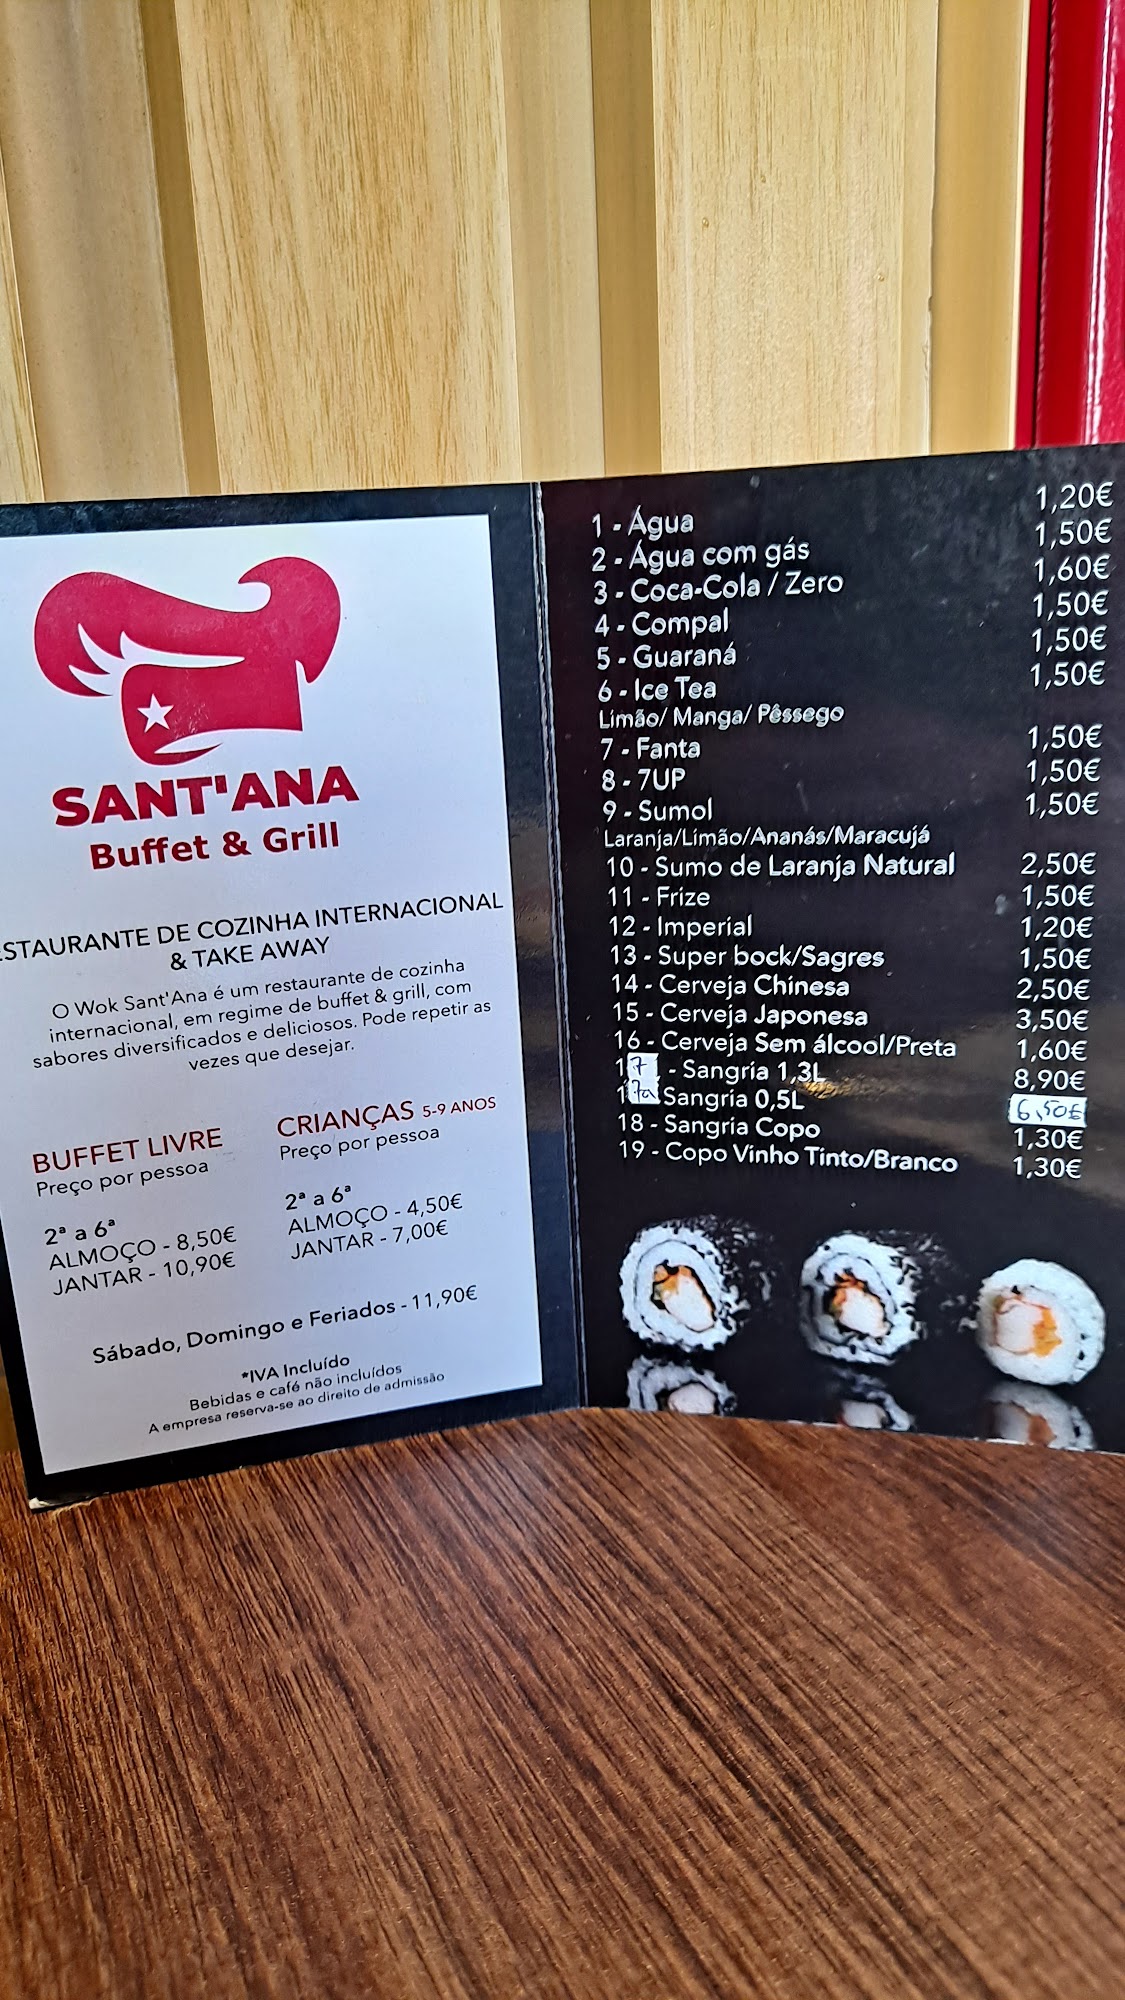 SANT'ANA
Buffet & Grill
ESTAURANTE DE COZINHA INTERNACIONAL
& TAKE AWAY
O Wok Sant'Ana é um restaurante de cozinha
internacional, em regime de buffet & grill, com
sabores diversificados e deliciosos. Pode repetir as
vezes que desejar.
BUFFET LIVRE
Preço por pessoa
2ª a 6ª
ALMOÇO - 8,50€
JANTAR - 10,90€
CRIANÇAS 5-9 ANOS
Preço por pessoa
2ª a 6ª
ALMOÇO - 4,50€
JANTAR - 7,00€
Sábado, Domingo e Feriados - 11,90€
*IVA Incluído
Bebidas e café não incluídos
A empresa reserva-se ao direito de admissão
1 - Água 1,20€
2 - Água com gás 1,50€
3 - Coca-Cola / Zero 1,60€
4 - Compal 1,50€
5 - Guaraná 1,50€
6 - Ice Tea 1,50€
Limão/ Manga/ Pêssego
7 - Fanta 1,50€
8 - 7UP 1,50€
9 - Sumol 1,50€
Laranja/Limão/Ananás/Maracujá
10 - Sumo de Laranja Natural 2,50€
11 - Frize 1,50€
12 - Imperial 1,20€
13 - Super bock/Sagres 1,50€
14 - Cerveja Chinesa 2,50€
15 - Cerveja Japonesa 3,50€
16 - Cerveja Sem álcool/Preta 1,60€
17 - Sangria 1,3L 8,90€
17a Sangria 0,5L 6,50€
18 - Sangria Copo 1,30€
19 - Copo Vinho Tinto/Branco 1,30€